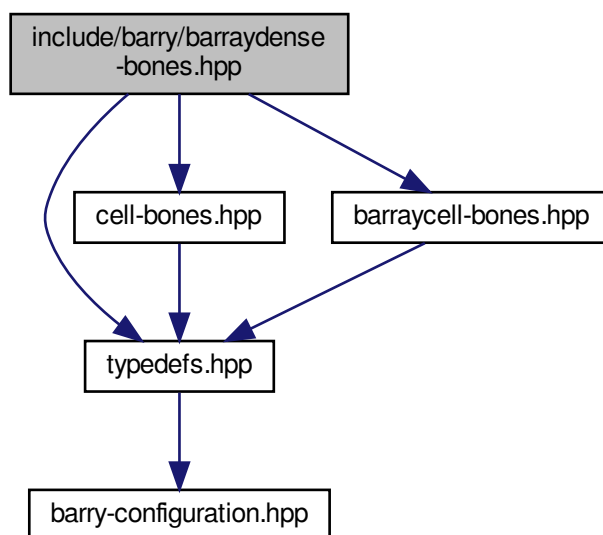 include/barry/barraydense
-bones.hpp
cell-bones.hpp
barraycell-bones.hpp
typedefs.hpp
barry-configuration.hpp